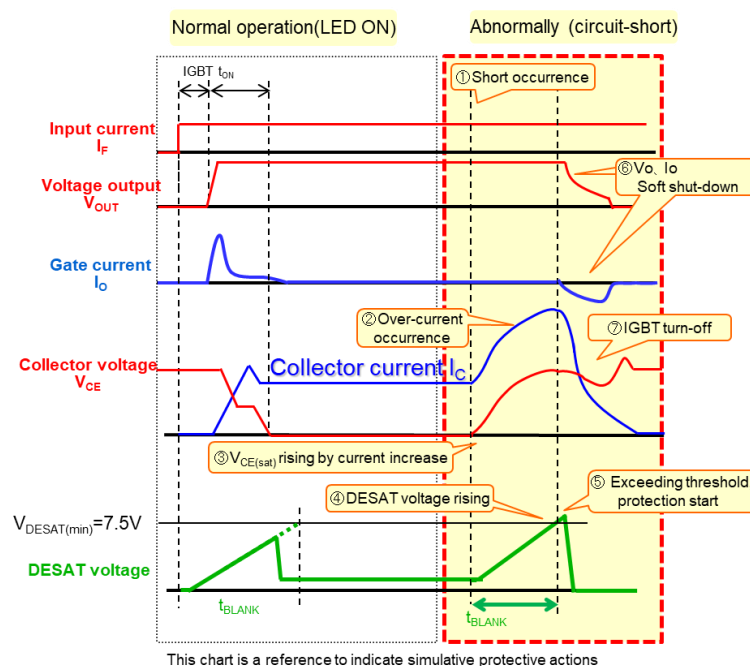 Normal operation(LED ON)
Abnormally (circuit-short)
IGBT tON
①Short occurrence
Input current
IF
Voltage output
VOUT
⑥Vo、Io
Soft shut-down
Gate current
IO
②Over-current
occurrence
⑦IGBT turn-off
Collector voltage
VCE
Collector current IC
③VCE(sat) rising by current increase
④DESAT voltage rising
⑤ Exceeding threshold
protection start
VDESAT(min)=7.5V
DESAT voltage
tBLANK
tBLANK
This chart is a reference to indicate simulative protective actions